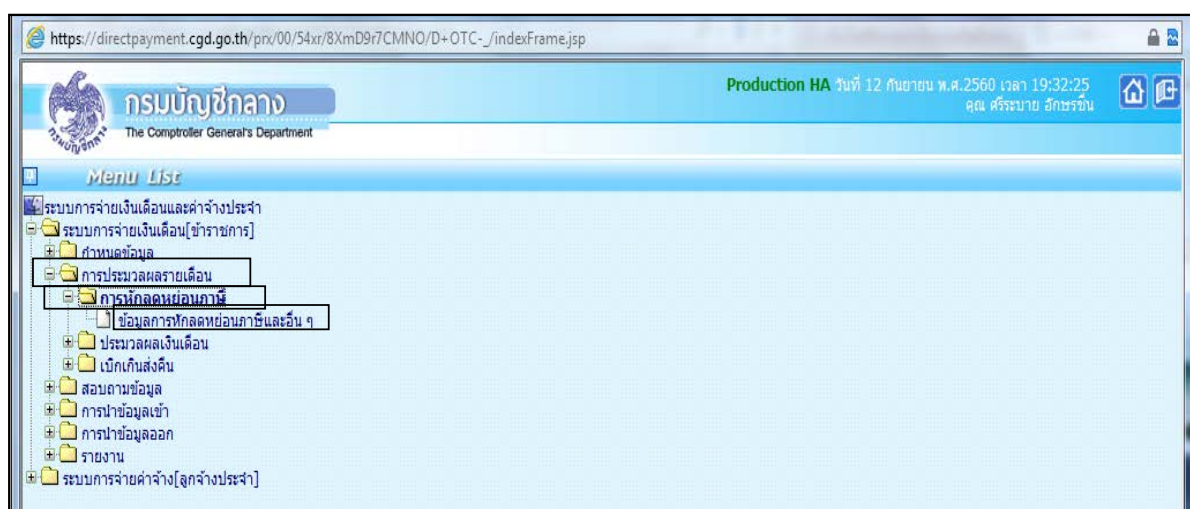 https://directpayment.cgd.go.th/prx/00/54xr/8XmD9r7CMNO/D+OTC-_/indexFrame.jsp
กรมบัญชีกลาง
The Comptroller General's Department
กรมบัญชีกลาง
Production HA วันที่ 12 กันยายน พ.ศ.2560 เวลา 19:32:25
คุณ ศรีระบาย อักษรชื่น
Menu List
ระบบการจ่ายเงินเดือนและค่าจ้างประจำ
ระบบการจ่ายเงินเดือน[ข้าราชการ]
กำหนดข้อมูล
การประมวลผลรายเดือน
การหักลดหย่อนภาษี
ข้อมูลการหักลดหย่อนภาษีและอื่น ๆ
ประมวลผลเงินเดือน
เบิกเกินส่งคืน
สอบถามข้อมูล
การนำข้อมูลเข้า
การนำข้อมูลออก
รายงาน
ระบบการจ่ายค่าจ้าง[ลูกจ้างประจำ]